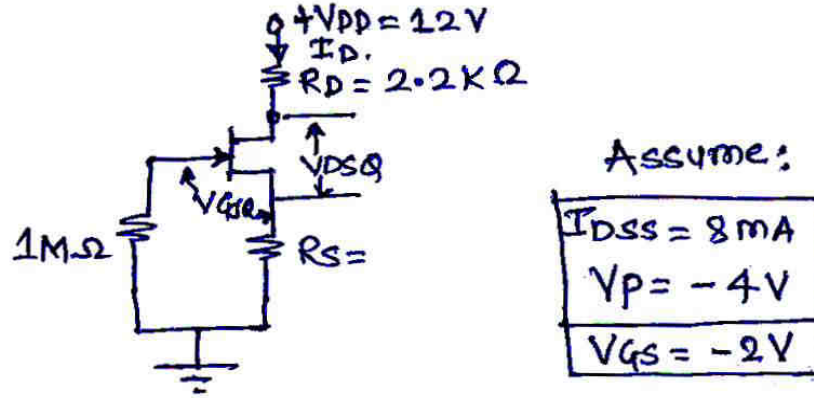 +VDD = 12V
ID.
RD = 2.2KΩ
VDSQ
VGSQ
1MΩ
RS=
Assume:
IDSS = 8mA
VP = -4V
VGS = -2V